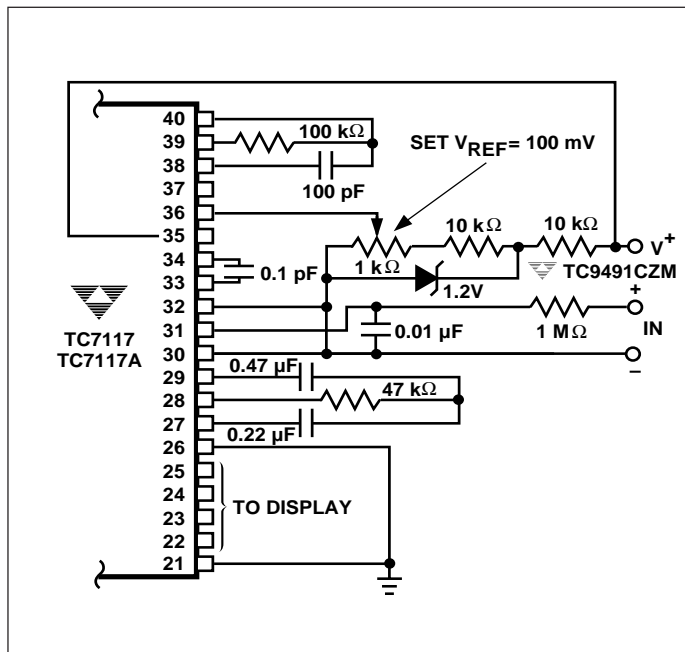 40
39
38
37
36
35
34
33
32
31
30
29
28
27
26
25
24
23
22
21
TC7117
TC7117A
100 kΩ
100 pF
SET VREF = 100 mV
10 kΩ
10 kΩ
V+
1 kΩ
TC9491CZM
1.2V
0.1 pF
+
0.01 µF
1 MΩ
IN
–
0.47 µF
47 kΩ
0.22 µF
TO DISPLAY